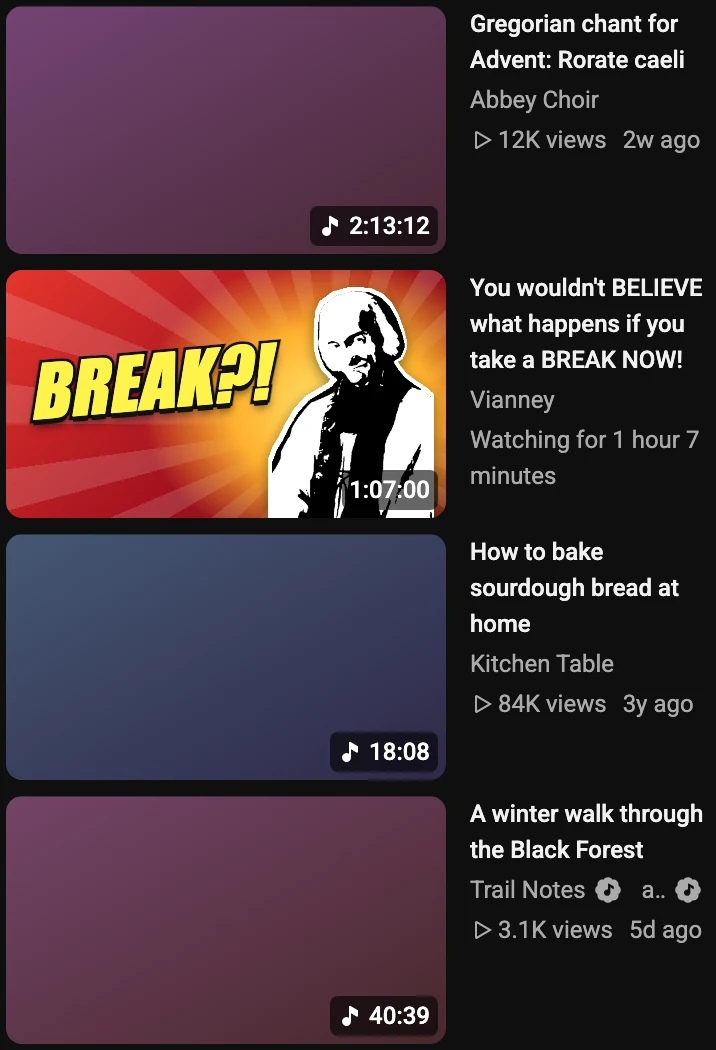 Gregorian chant for
Advent: Rorate caeli
Abbey Choir
12K views 2w ago
2:13:12
BREAK?!
1:07:00
You wouldn't BELIEVE
what happens if you
take a BREAK NOW!
Vianney
Watching for 1 hour 7
minutes
How to bake
sourdough bread at
home
Kitchen Table
84K views 3y ago
18:08
A winter walk through
the Black Forest
Trail Notes a..
3.1K views 5d ago
40:39